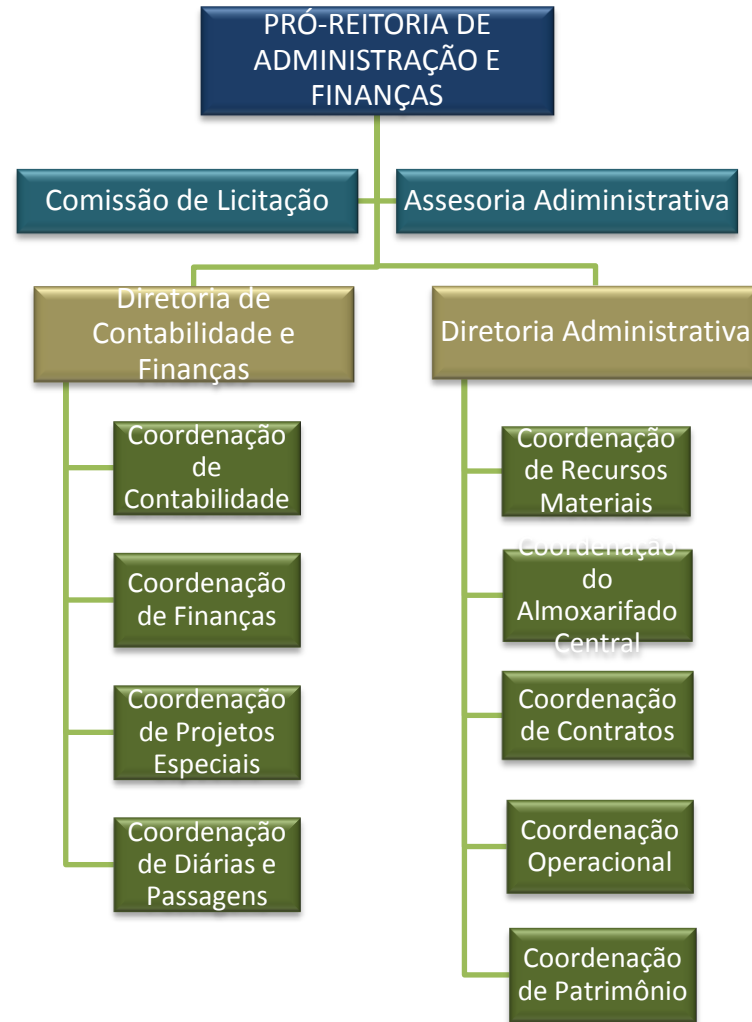 PRÓ-REITORIA DE
ADMINISTRAÇÃO E
FINANÇAS
Comissão de Licitação
Assesoria Adiministrativa
Diretoria de
Contabilidade e
Finanças
Coordenação
de
Contabilidade
Coordenação
de Finanças
Coordenação
de Projetos
Especiais
Coordenação
de Diárias e
Passagens
Diretoria Administrativa
Coordenação
de Recursos
Materiais
Coordenação
do
Almoxarifado
Central
Coordenação
de Contratos
Coordenação
Operacional
Coordenação
de Patrimônio